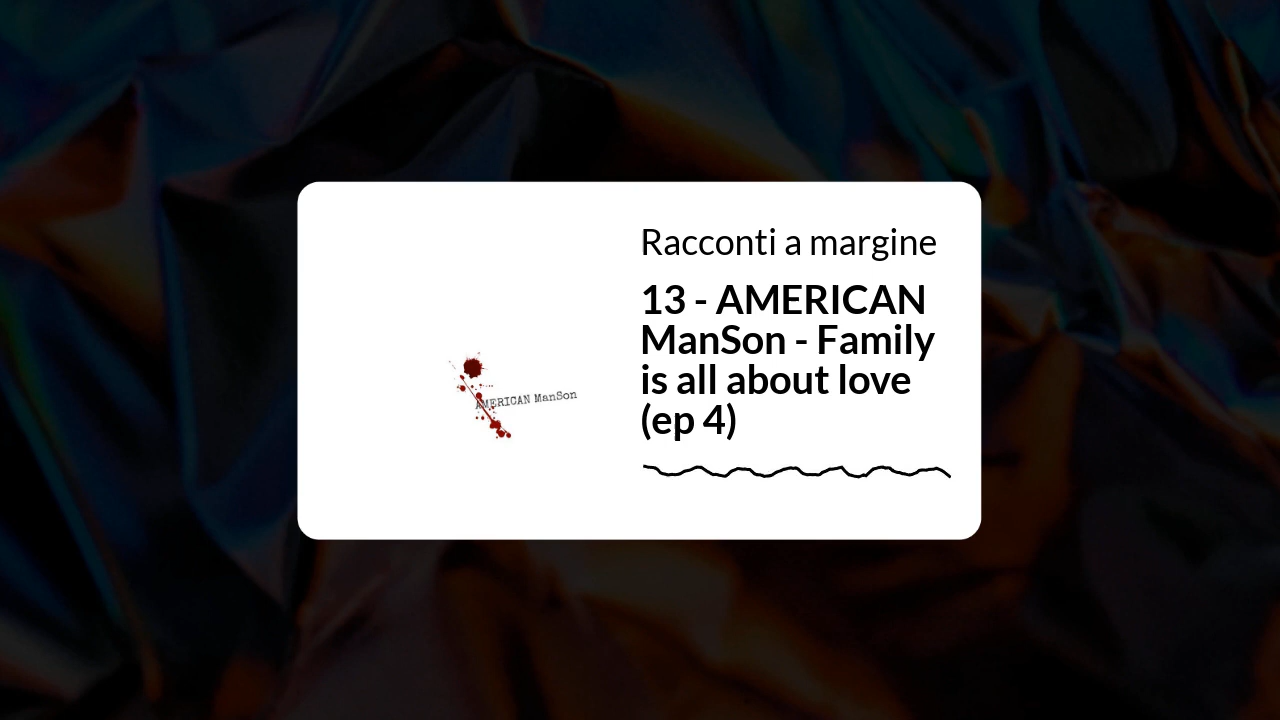 Racconti a margine
13 - AMERICAN
ManSon - Family
is all about love
(ep 4)
AMERICAN ManSon